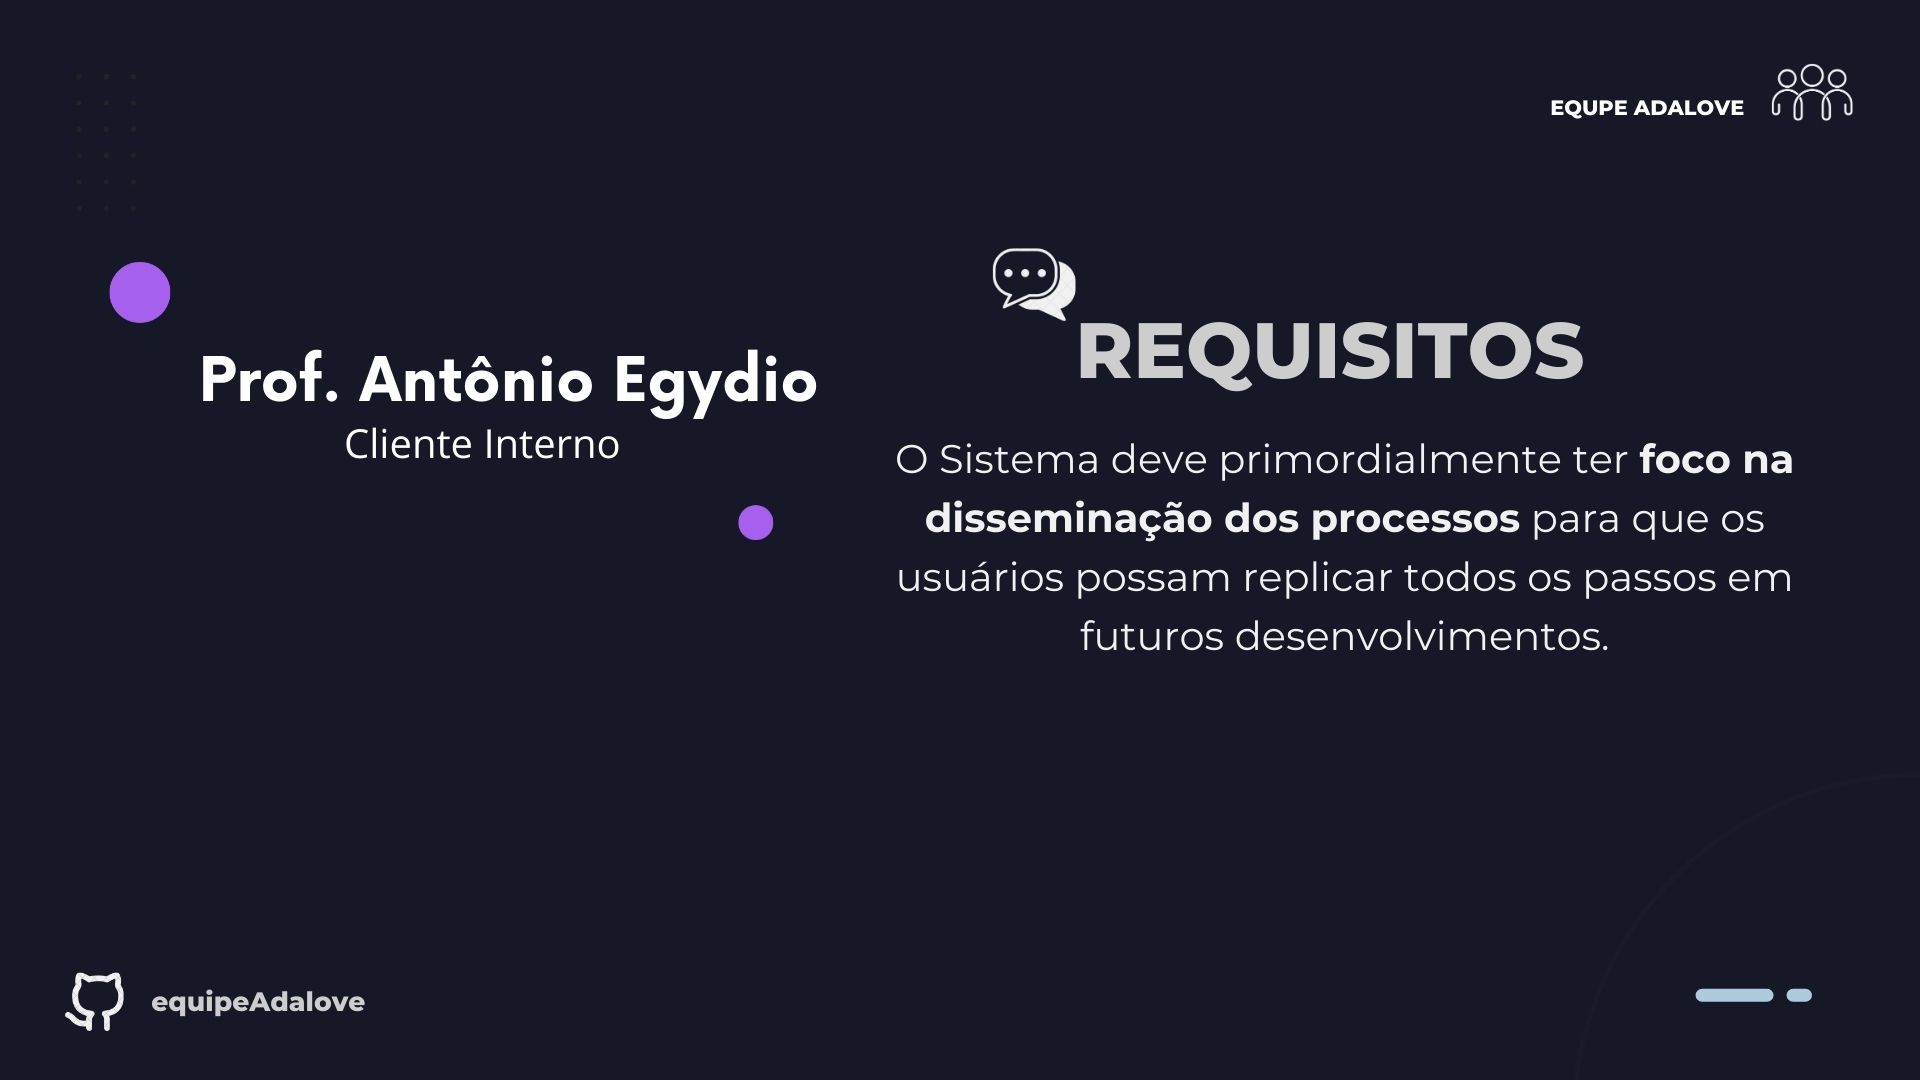 EQUPE ADALOVE
Prof. Antônio Egydio
Cliente Interno
REQUISITOS
O Sistema deve primordialmente ter foco na
disseminação dos processos para que os
usuários possam replicar todos os passos em
futuros desenvolvimentos.
equipeAdalove